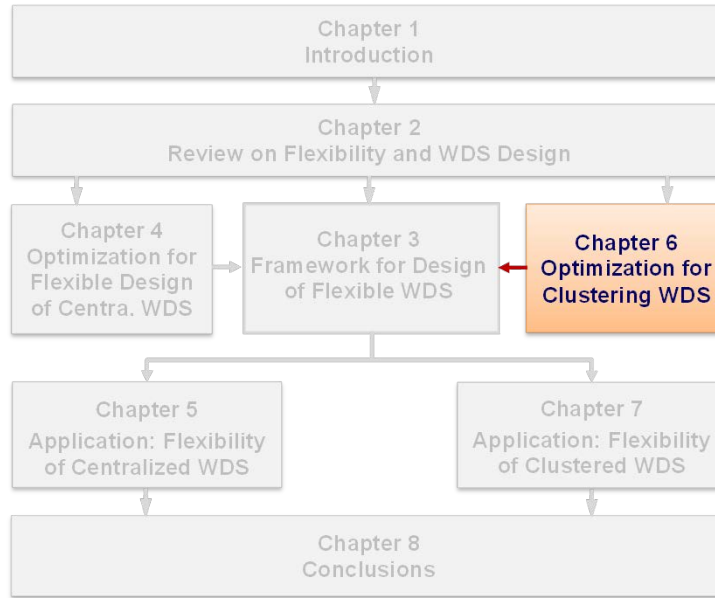 Chapter 1
Introduction
Chapter 2
Review on Flexibility and WDS Design
Chapter 4
Optimization for
Flexible Design
of Centra. WDS
Chapter 3
Framework for Design
of Flexible WDS
Chapter 6
Optimization for
Clustering WDS
Chapter 5
Application: Flexibility
of Centralized WDS
Chapter 7
Application: Flexibility
of Clustered WDS
Chapter 8
Conclusions